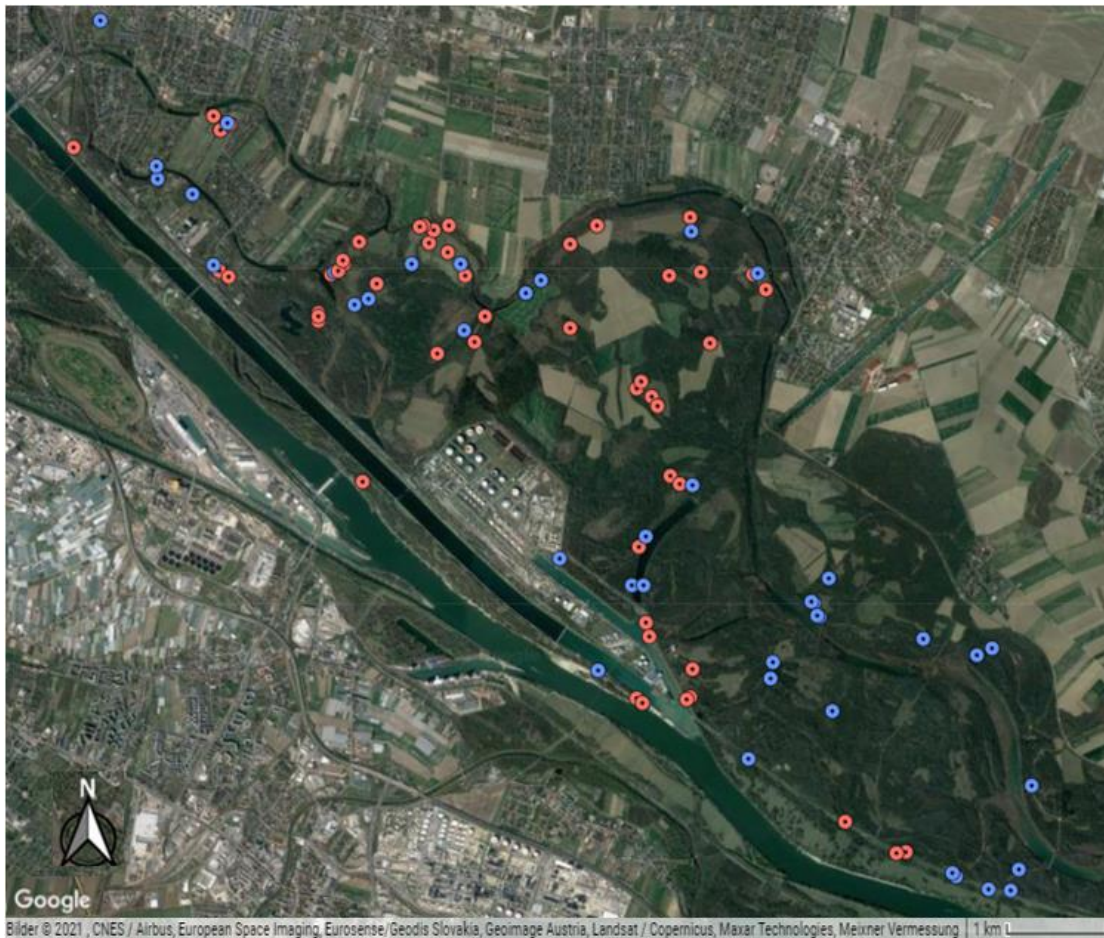 N
Google
Bilder © 2021 , CNES / Airbus, European Space Imaging, Eurosense/Geodis Slovakia, Geoimage Austria, Landsat / Copernicus, Maxar Technologies, Meixner Vermessung 1 km